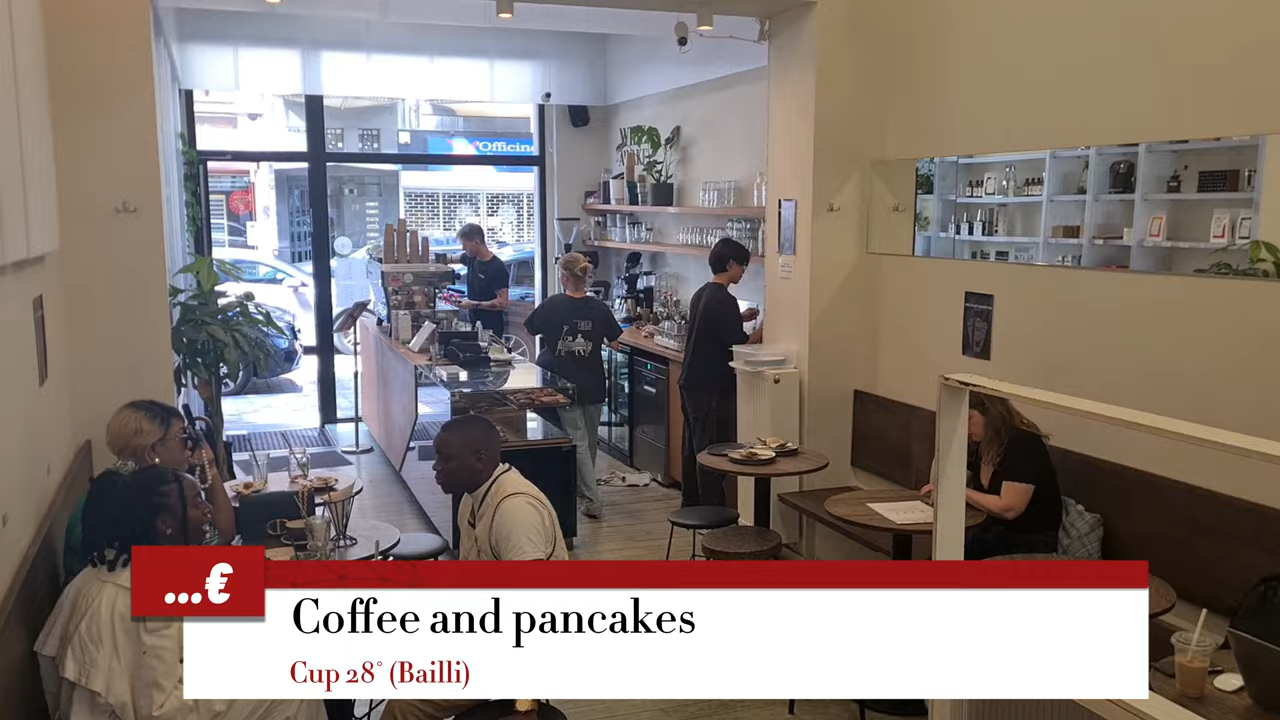 'Officine
...€
Coffee and pancakes
Cup 28° (Bailli)